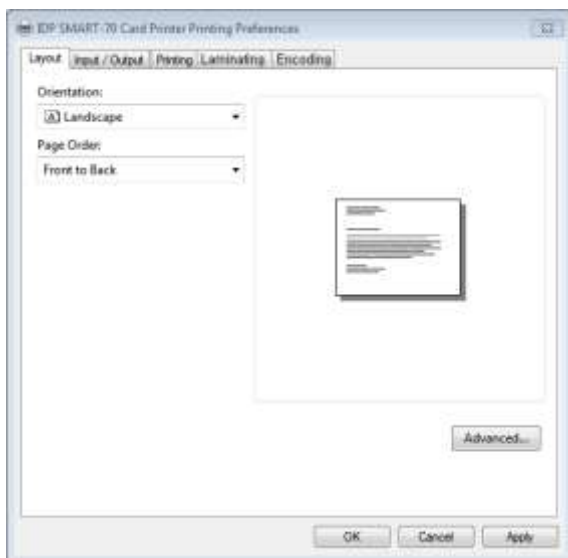 IDP SMART-70 Card Printer Printing Preferences
Layout Input / Output Printing Laminating Encoding
Orientation:
A Landscape
Page Order:
Front to Back
Advanced...
OK Cancel Apply